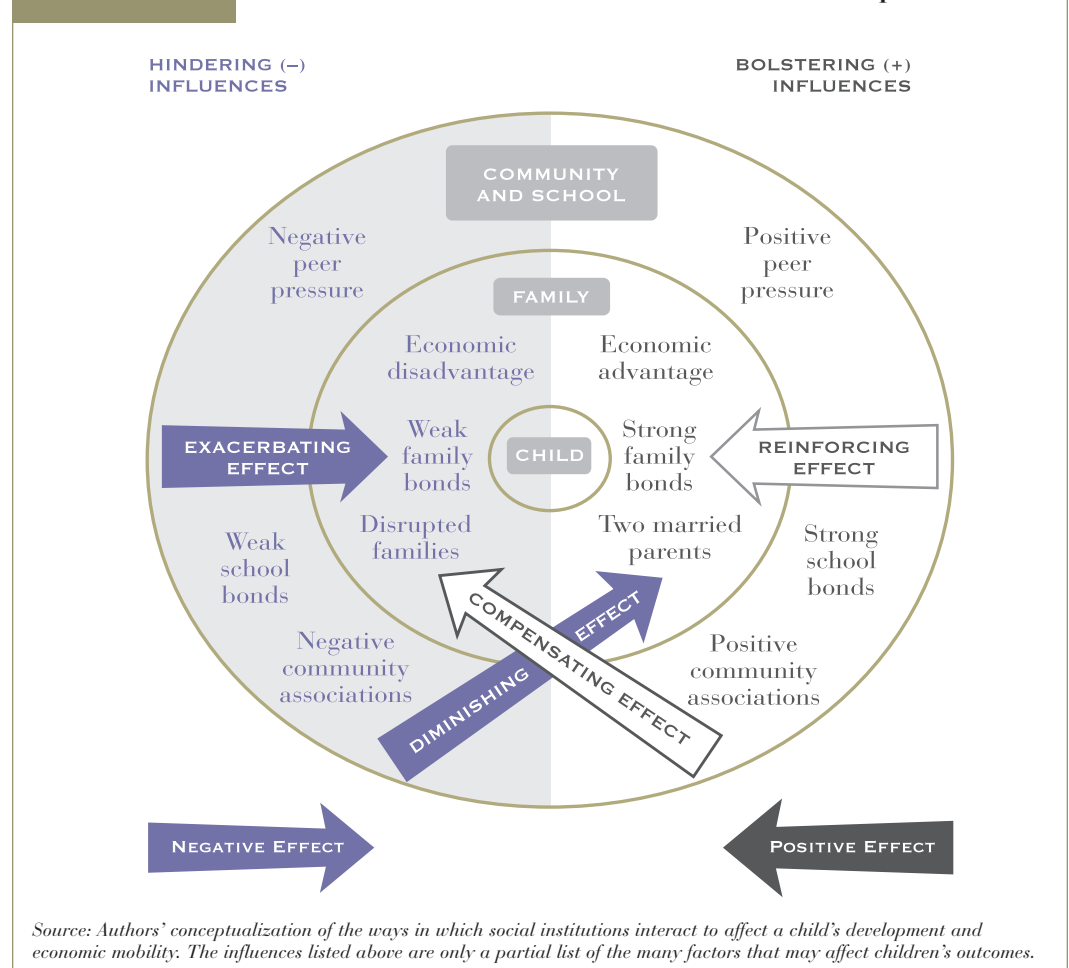 HINDERING (–)
INFLUENCES
BOLSTERING (+)
INFLUENCES
COMMUNITY
AND SCHOOL
Negative
peer
pressure
Positive
peer
pressure
FAMILY
Economic
disadvantage
Economic
advantage
EXACERBATING
EFFECT
Weak
family
bonds
CHILD
Strong
family
bonds
REINFORCING
EFFECT
Disrupted
families
Two married
parents
Weak
school
bonds
Strong
school
bonds
Negative
community
associations
Positive
community
associations
DIMINISHING EFFECT
COMPENSATING EFFECT
NEGATIVE EFFECT
POSITIVE EFFECT
Source: Authors’ conceptualization of the ways in which social institutions interact to affect a child’s development and
economic mobility. The influences listed above are only a partial list of the many factors that may affect children’s outcomes.